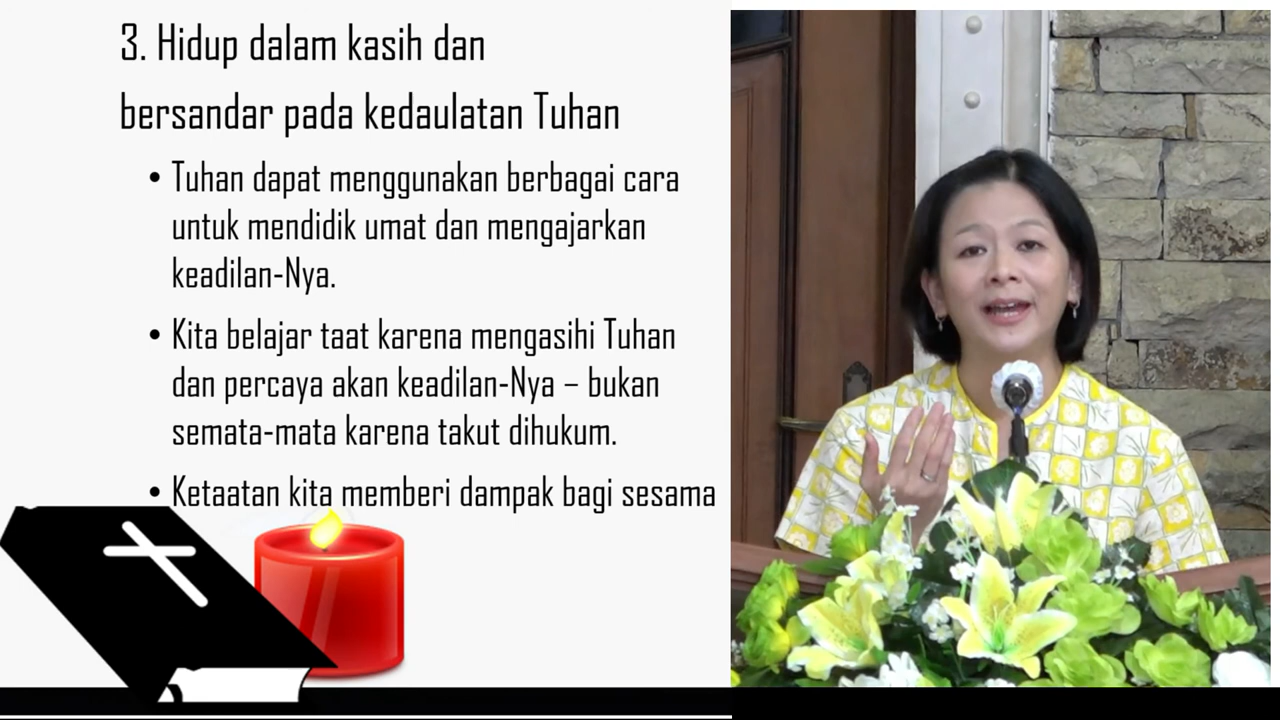 3. Hidup dalam kasih dan
bersandar pada kedaulatan Tuhan
• Tuhan dapat menggunakan berbagai cara
untuk mendidik umat dan mengajarkan
keadilan-Nya.
• Kita belajar taat karena mengasihi Tuhan
dan percaya akan keadilan-Nya – bukan
semata-mata karena takut dihukum.
• Ketaatan kita memberi dampak bagi sesama